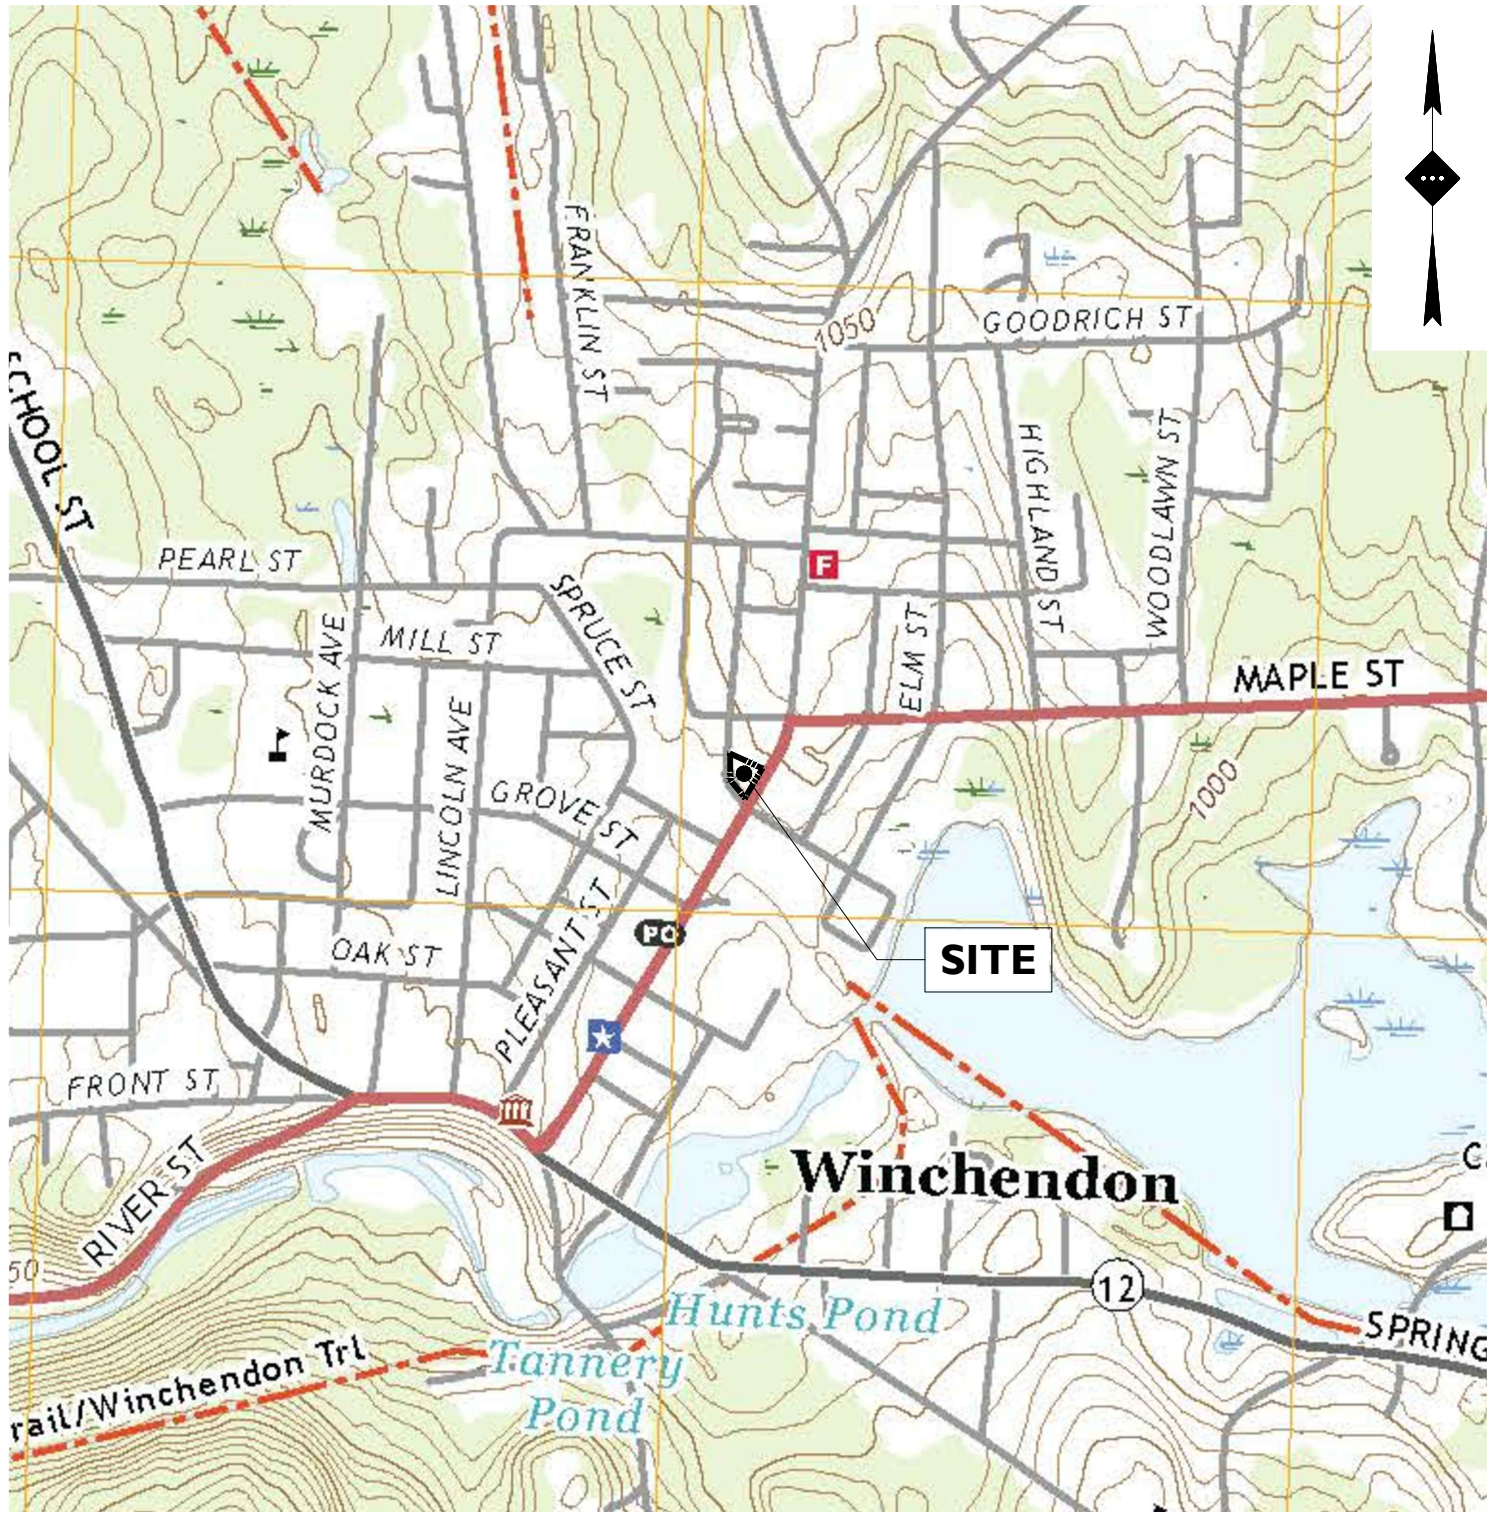 FRANKLIN ST
1050
GOODRICH ST
SCHOOL ST
HIGHLAND ST
WOODLAWN ST
F
PEARL ST
SPRUCE ST
MILL ST
ELM ST
MURDOCK AVE
MAPLE ST
LINCOLN AVE
GROVE ST
1000
PLEASANT ST
PO
OAK ST
SITE
FRONT ST
RIVER ST
Winchendon
C
50
12
Hunts Pond
SPRING
rail/Winchendon Trl
Tannery
Pond